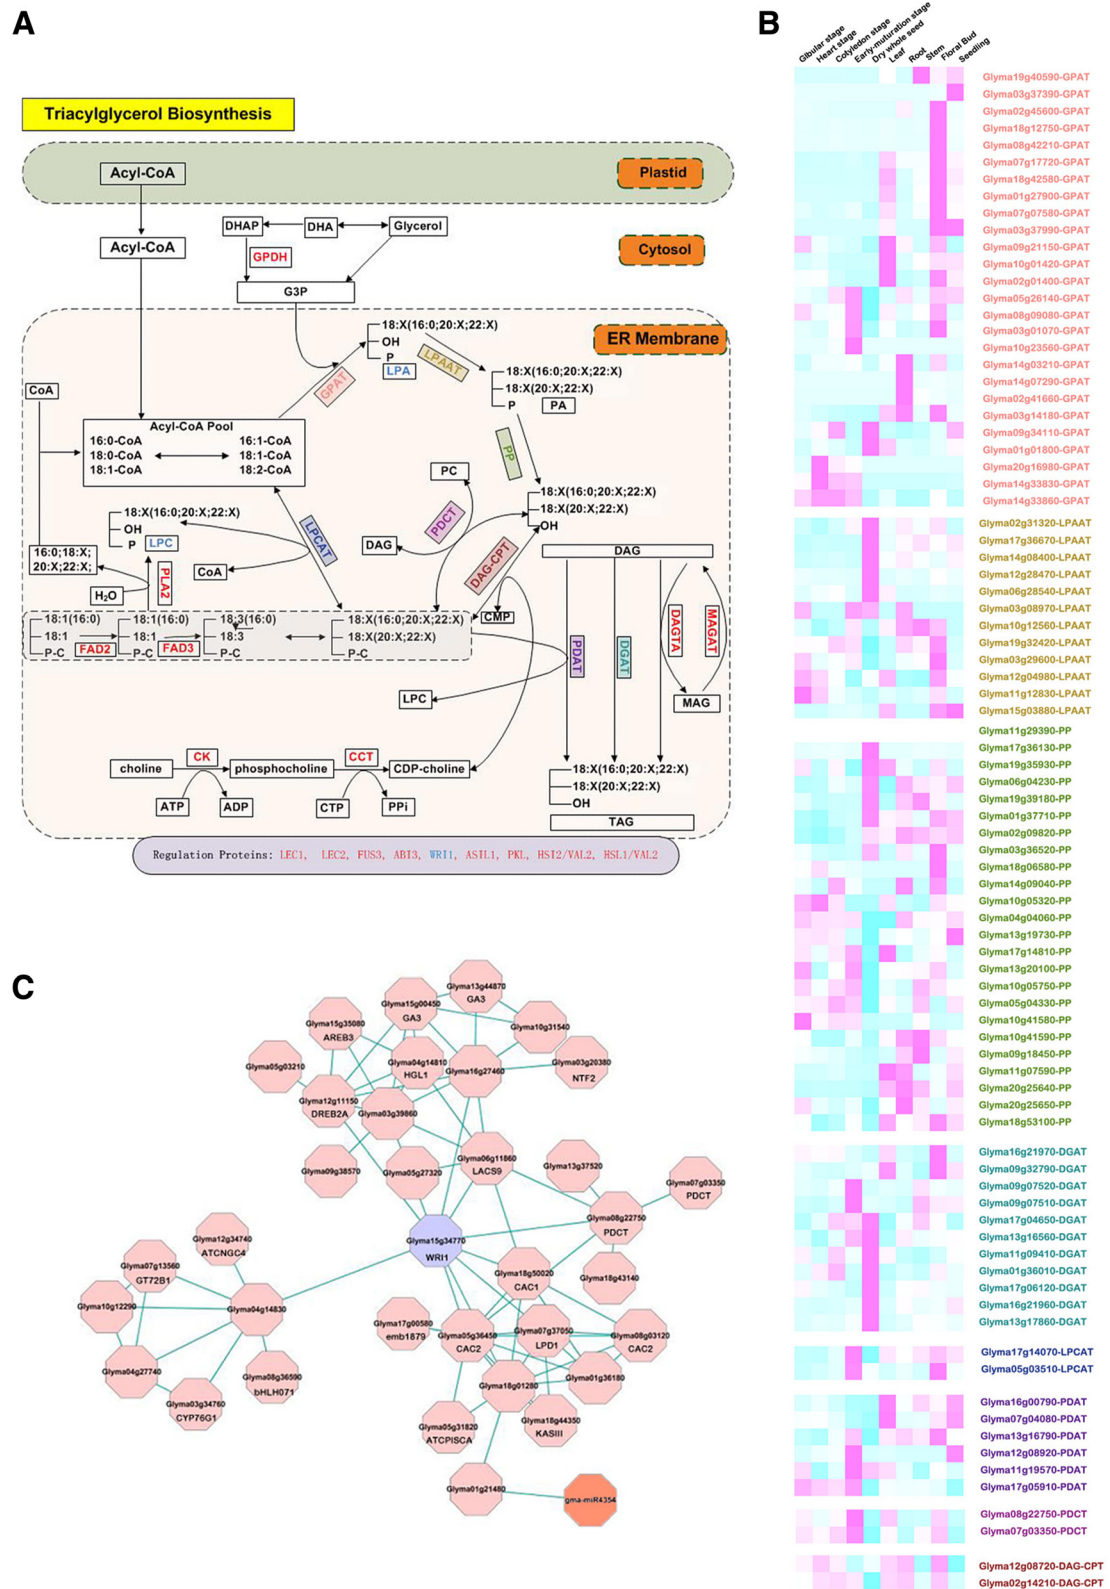 A
Triacylglycerol Biosynthesis
Acyl-CoA
Plastid
Acyl-CoA
DHAP
DHA
Glycerol
Cytosol
GPDH
G3P
ER Membrane
18:X(16:0;20:X;22:X)
OH
P
LPA
LPAAT
GPAT
18:X(16:0;20:X;22:X)
18:X(20:X;22:X)
P
PA
CoA
Acyl-CoA Pool
16:0-CoA 16:1-CoA
18:0-CoA 18:1-CoA
18:1-CoA 18:2-CoA
PP
PC
18:X(16:0;20:X;22:X)
18:X(20:X;22:X)
OH
18:X(16:0;20:X;22:X)
OH
P
LPC
LPCAT
PDCT
DAG
DAG-CPT
DAG
16:0;18:X;
20:X;22:X;
CoA
H2O
PLA2
CMP
18:1(16:0)
18:1
P-C
FAD2
18:1(16:0)
18:1
P-C
FAD3
18:3(16:0)
18:3
P-C
18:X(16:0;20:X;22:X)
18:X(20:X;22:X)
P-C
PDAT
DGAT
DAGTA
MAGAT
LPC
MAG
CK
CCT
choline
phosphocholine
CDP-choline
ATP
ADP
CTP
PPi
18:X(16:0;20:X;22:X)
18:X(20:X;22:X)
OH
TAG
Regulation Proteins: LEC1, LEC2, FUS3, ABI3, WRI1, ASIL1, PKL, HSI2/VAL2, HSL1/VAL2
B
Glbular stage
Heart stage
Cotyledon stage
Early-muturation stage
Dry whole seed
Leaf
Root
Stem
Floral Bud
Seedling
Glyma19g40590-GPAT
Glyma03g37390-GPAT
Glyma02g45600-GPAT
Glyma18g12750-GPAT
Glyma08g42210-GPAT
Glyma07g17720-GPAT
Glyma18g42580-GPAT
Glyma01g27900-GPAT
Glyma07g07580-GPAT
Glyma03g37990-GPAT
Glyma09g21150-GPAT
Glyma10g01420-GPAT
Glyma02g01400-GPAT
Glyma05g26140-GPAT
Glyma08g09080-GPAT
Glyma03g01070-GPAT
Glyma10g23560-GPAT
Glyma14g03210-GPAT
Glyma14g07290-GPAT
Glyma02g41660-GPAT
Glyma03g14180-GPAT
Glyma09g34110-GPAT
Glyma01g01800-GPAT
Glyma20g16980-GPAT
Glyma14g33830-GPAT
Glyma14g33860-GPAT
Glyma02g31320-LPAAT
Glyma17g36670-LPAAT
Glyma14g08400-LPAAT
Glyma12g28470-LPAAT
Glyma06g28540-LPAAT
Glyma03g08970-LPAAT
Glyma10g12560-LPAAT
Glyma19g32420-LPAAT
Glyma03g29600-LPAAT
Glyma12g04980-LPAAT
Glyma11g12830-LPAAT
Glyma15g03880-LPAAT
Glyma11g29390-PP
Glyma17g36130-PP
Glyma19g35930-PP
Glyma06g04230-PP
Glyma19g39180-PP
Glyma01g37710-PP
Glyma02g09820-PP
Glyma03g36520-PP
Glyma18g06580-PP
Glyma14g09040-PP
Glyma10g05320-PP
Glyma04g04060-PP
Glyma13g19730-PP
Glyma17g14810-PP
Glyma13g20100-PP
Glyma10g05750-PP
Glyma05g04330-PP
Glyma10g41580-PP
Glyma10g41590-PP
Glyma09g18450-PP
Glyma11g07590-PP
Glyma20g25640-PP
Glyma20g25650-PP
Glyma18g53100-PP
Glyma16g21970-DGAT
Glyma09g32790-DGAT
Glyma09g07520-DGAT
Glyma09g07510-DGAT
Glyma17g04650-DGAT
Glyma13g16560-DGAT
Glyma11g09410-DGAT
Glyma01g36010-DGAT
Glyma17g06120-DGAT
Glyma16g21960-DGAT
Glyma13g17860-DGAT
Glyma17g14070-LPCAT
Glyma05g03510-LPCAT
Glyma16g00790-PDAT
Glyma07g04080-PDAT
Glyma13g16790-PDAT
Glyma12g08920-PDAT
Glyma11g19570-PDAT
Glyma17g05910-PDAT
Glyma08g22750-PDCT
Glyma07g03350-PDCT
Glyma12g08720-DAG-CPT
Glyma02g14210-DAG-CPT
C
Glyma13g44870
GA3
Glyma15g00450
GA3
Glyma15g35080
AREB3
Glyma10g31540
Glyma05g03210
Glyma04g14810
HGL1
Glyma16g27460
Glyma03g20380
NTF2
Glyma12g11150
DREB2A
Glyma03g39860
Glyma09g38570
Glyma05g27320
Glyma06g11860
LACS9
Glyma13g37520
Glyma07g03350
PDCT
Glyma08g22750
PDCT
Glyma15g34770
WRI1
Glyma12g34740
ATCNGC4
Glyma07g13560
GT72B1
Glyma18g50020
CAC1
Glyma18g43140
Glyma10g12290
Glyma04g14830
Glyma17g00580
emb1879
Glyma05g36450
CAC2
Glyma07g37050
LPD1
Glyma08g03120
CAC2
Glyma04g27740
Glyma08g36590
bHLH071
Glyma03g34760
CYP76G1
Glyma18g01280
Glyma01g36180
Glyma05g31820
ATCPISCA
Glyma18g44350
KASIII
Glyma01g21480
gma-miR4354